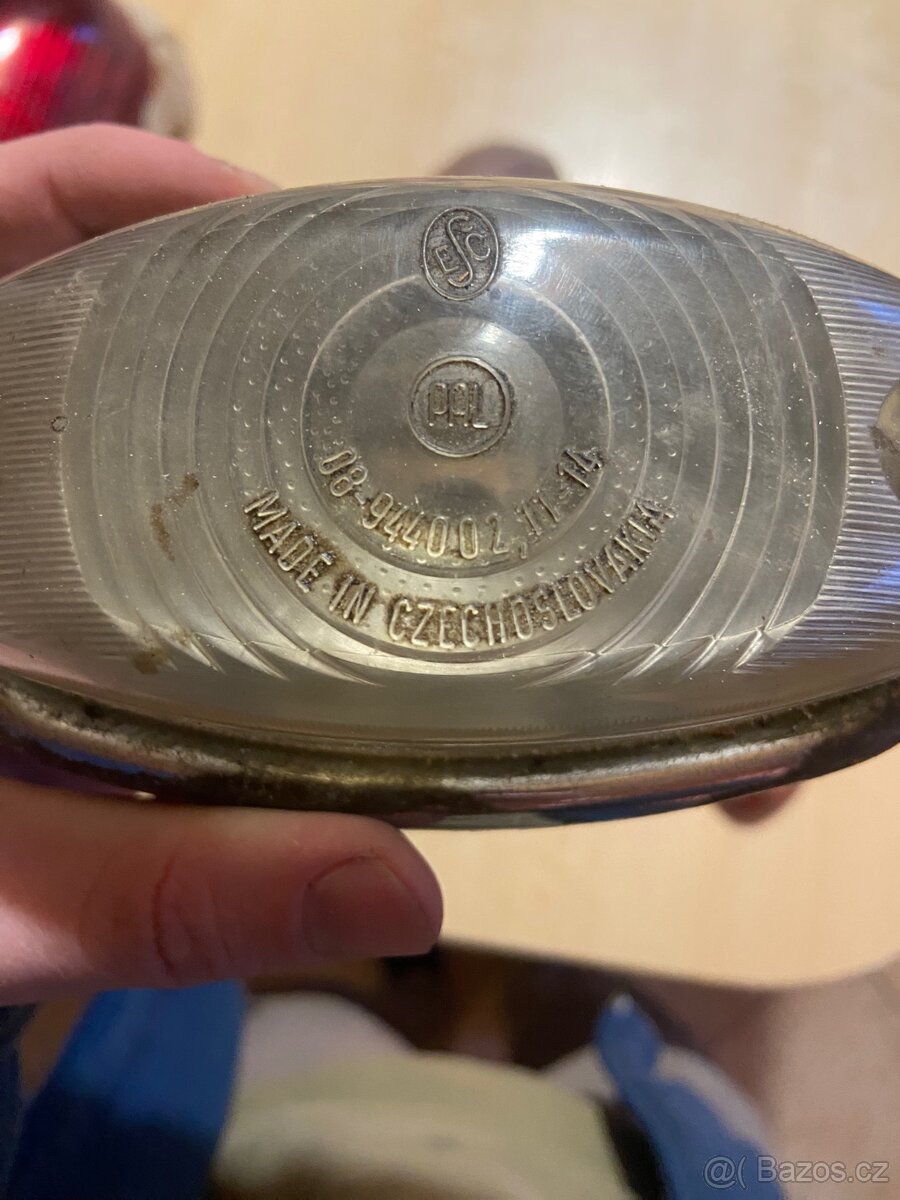 ESC
PAL
08-944002,11-14
MADE IN CZECHOSLOVAKIA
@( Bazos.cz